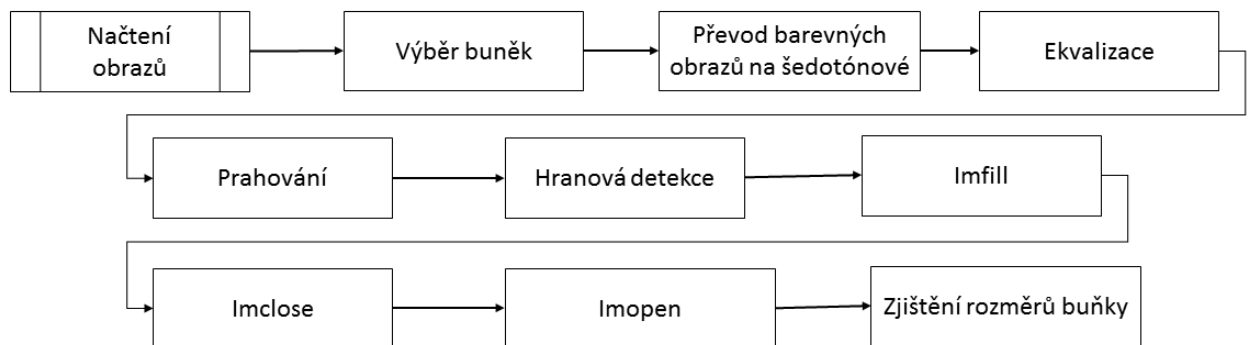 Načtení
obrazů
Výběr buněk
Převod barevných
obrazů na šedotónové
Ekvalizace
Prahování
Hranová detekce
Imfill
Imclose
Imopen
Zjištění rozměrů buňky